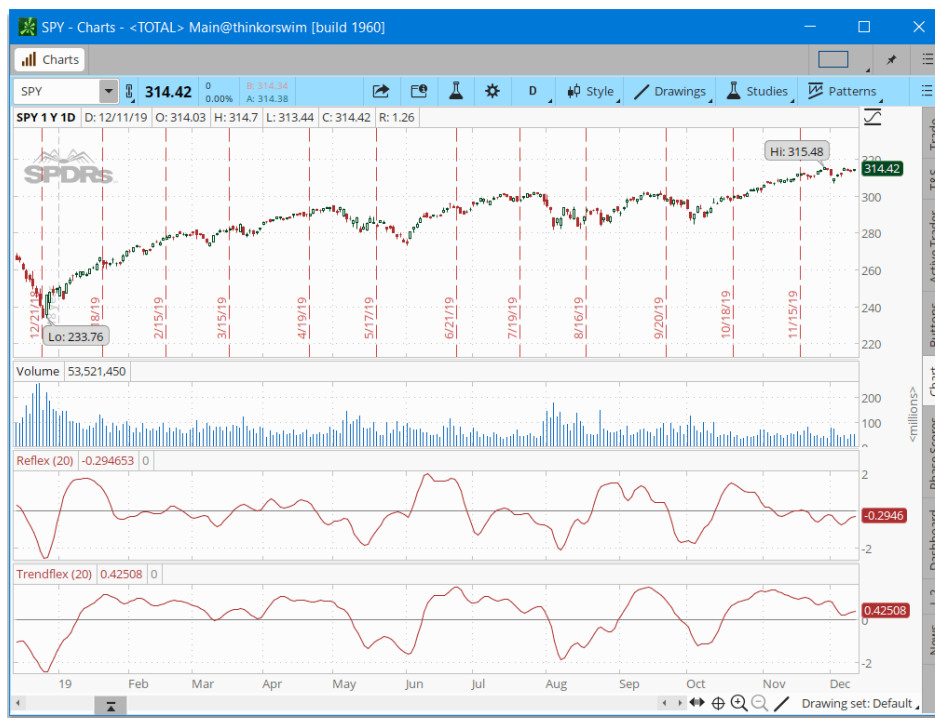 SPY - Charts - <TOTAL> Main@thinkorswim [build 1960]
Charts
SPY 314.42 0 0.00% B: 314.34 A: 314.38 D Style Drawings Studies Patterns
SPY 1 Y 1D D: 12/11/19 O: 314.03 H: 314.7 L: 313.44 C: 314.42 R: 1.26
SPDRs
Hi: 315.48
320
314.42
300
280
260
240
220
12/21/18 18/19 2/15/19 3/15/19 4/19/19 5/17/19 6/21/19 7/19/19 8/16/19 9/20/19 10/18/19 11/15/19
Lo: 233.76
Volume 53,521,450
200
100
0
<millions>
Reflex (20) -0.294653 0
2
-0.2946
-2
Trendflex (20) 0.42508 0
0.42508
0
-2
19 Feb Mar Apr May Jun Jul Aug Sep Oct Nov Dec
Drawing set: Default
Trade
T&S
Active Trader
Buttons
Chart
Phase Scores
Dashboard
News